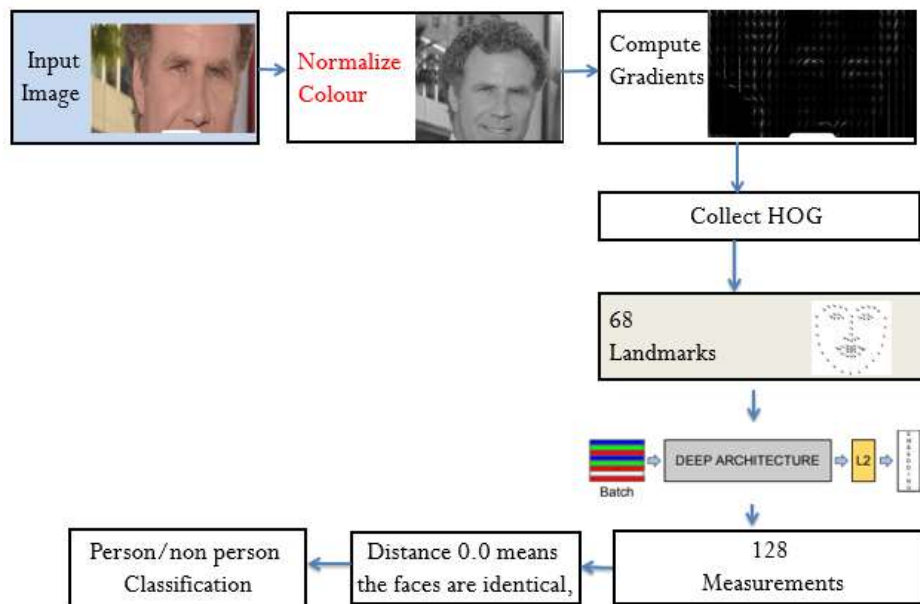 Input
Image
Normalize
Colour
Compute
Gradients
Collect HOG
68
Landmarks
Batch
DEEP ARCHITECTURE
L2
EMBEDDING
128
Measurements
Distance 0.0 means
the faces are identical,
Person/non person
Classification